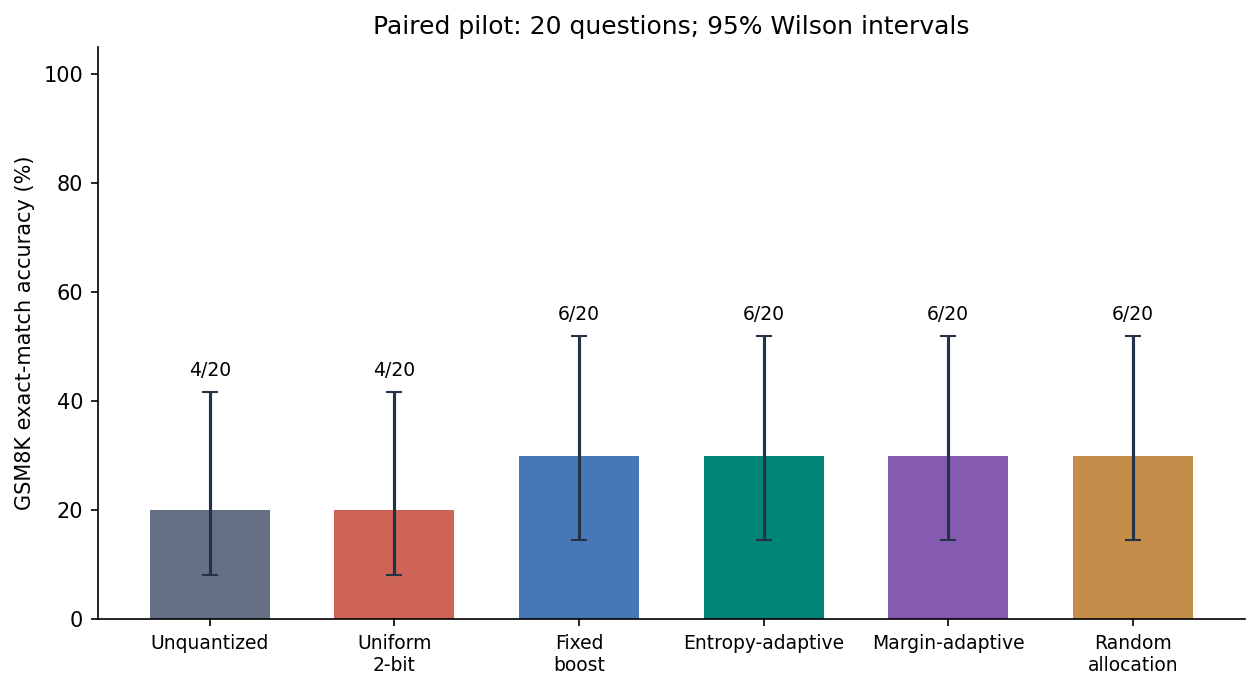 Paired pilot: 20 questions; 95% Wilson intervals
GSM8K exact-match accuracy (%)
100
80
60
40
20
0
4/20
4/20
6/20
6/20
6/20
6/20
Unquantized
Uniform
2-bit
Fixed
boost
Entropy-adaptive
Margin-adaptive
Random
allocation